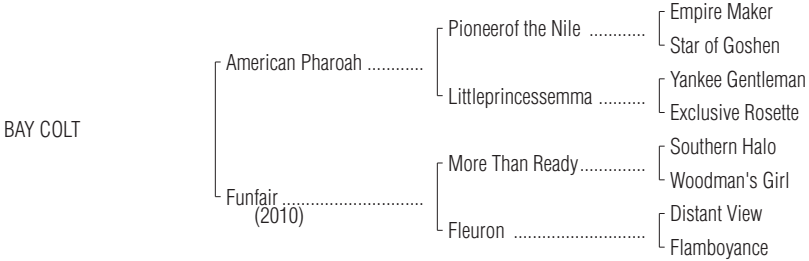 Empire Maker
Pioneerof the Nile ............
Star of Goshen
American Pharoah ............
Yankee Gentleman
Littleprincessemma ..........
Exclusive Rosette
BAY COLT
Southern Halo
More Than Ready..............
Woodman's Girl
Funfair ..............................
(2010)
Distant View
Fleuron ............................
Flamboyance